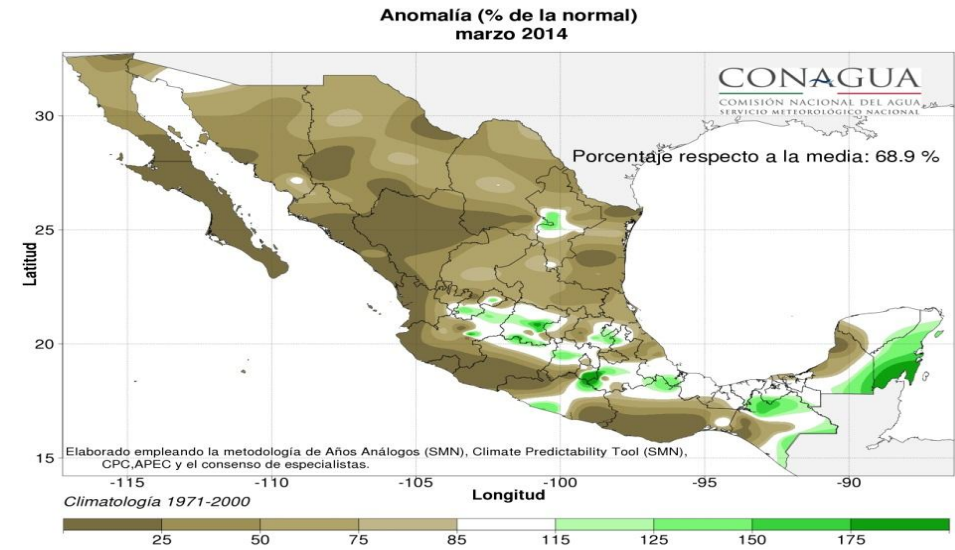 Anomalía (% de la normal)
marzo 2014
CONAGUA
COMISIÓN NACIONAL DEL AGUA
SERVICIO METEOROLÓGICO NACIONAL
Porcentaje respecto a la media: 68.9 %
Latitud
30
25
20
15
Elaborado empleando la metodología de Años Análogos (SMN), Climate Predictability Tool (SMN),
CPC,APEC y el consenso de especialistas.
-115 -110 -105 -100 -95 -90
Longitud
Climatología 1971-2000
25 50 75 85 115 125 150 175